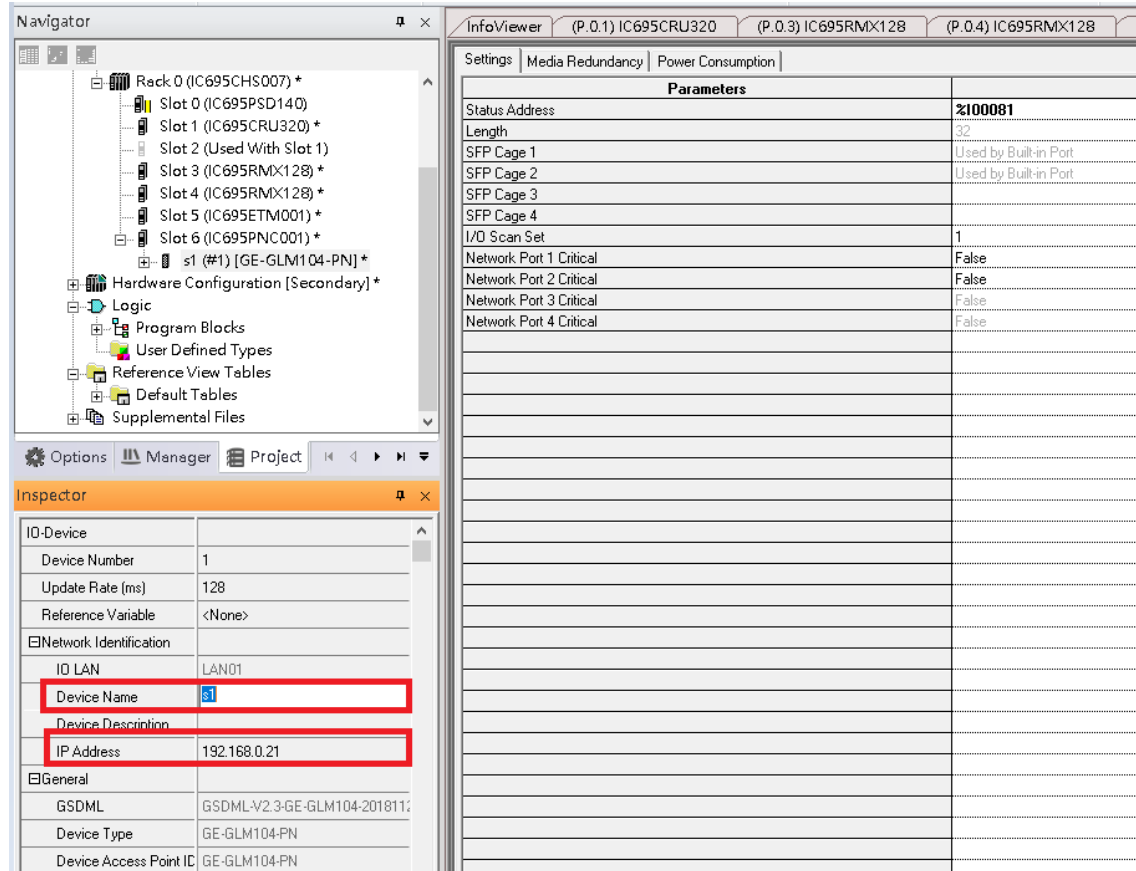 Navigator
Rack 0 (IC695CHS007) *
Slot 0 (IC695PSD140)
Slot 1 (IC695CRU320) *
Slot 2 (Used With Slot 1)
Slot 3 (IC695RMX128) *
Slot 4 (IC695RMX128) *
Slot 5 (IC695ETM001) *
Slot 6 (IC695PNC001) *
s1 (#1) [GE-GLM104-PN] *
Hardware Configuration [Secondary] *
Logic
Program Blocks
User Defined Types
Reference View Tables
Default Tables
Supplemental Files
Options Manager Project
Inspector
IO-Device
Device Number 1
Update Rate (ms) 128
Reference Variable <None>
Network Identification
IO LAN LAN01
Device Name s1
Device Description
IP Address 192.168.0.21
General
GSDML GSDML-V2.3-GE-GLM104-2018112
Device Type GE-GLM104-PN
Device Access Point ID GE-GLM104-PN
InfoViewer (P.0.1) IC695CRU320 (P.0.3) IC695RMX128 (P.0.4) IC695RMX128
Settings Media Redundancy Power Consumption
Parameters
Status Address %I00081
Length 32
SFP Cage 1 Used by Built-in Port
SFP Cage 2 Used by Built-in Port
SFP Cage 3
SFP Cage 4
I/O Scan Set 1
Network Port 1 Critical False
Network Port 2 Critical False
Network Port 3 Critical False
Network Port 4 Critical False